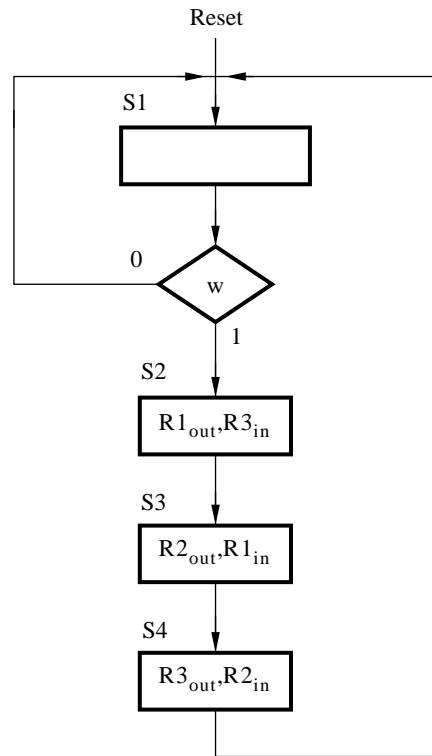 Reset
S1
0
w
1
S2
R1out,R3in
S3
R2out,R1in
S4
R3out,R2in